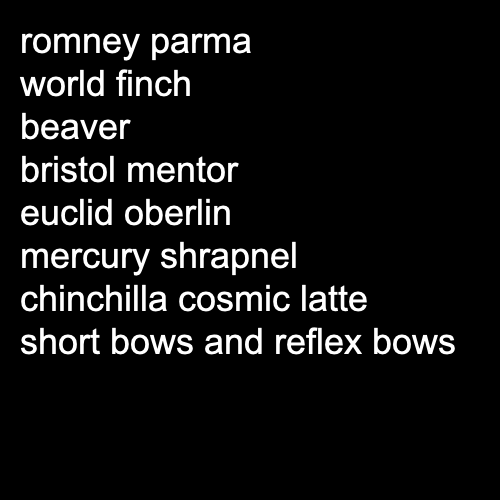 romney parma
world finch
beaver
bristol mentor
euclid oberlin
mercury shrapnel
chinchilla cosmic latte
short bows and reflex bows